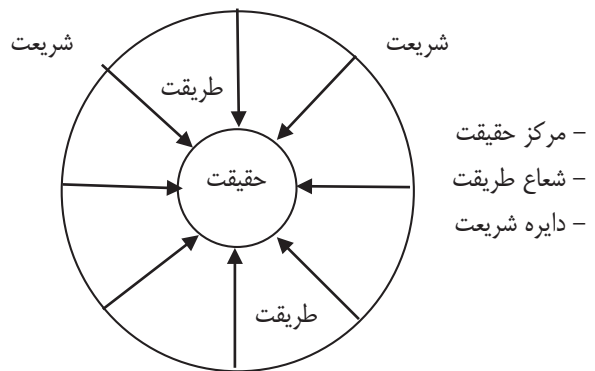 شریعت
شریعت
طریقت
حقیقت
طریقت
– مرکز حقیقت
– شعاع طریقت
– دایره شریعت